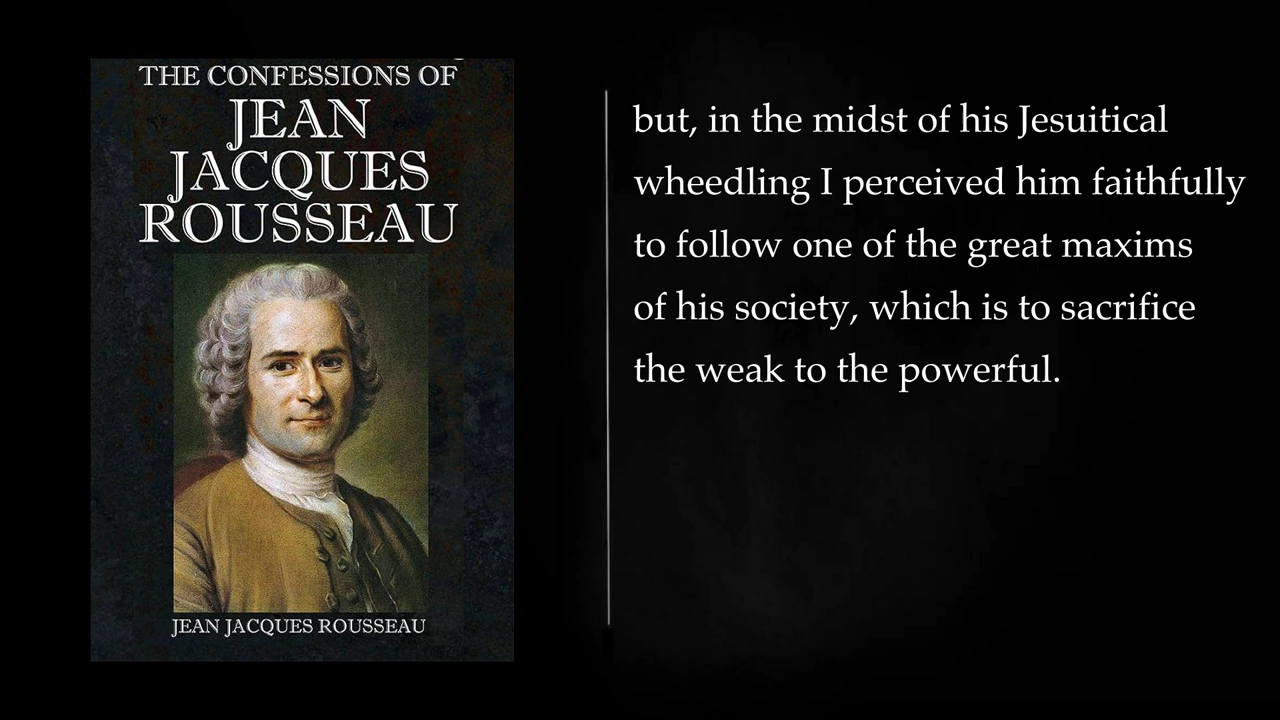 THE CONFESSIONS OF
JEAN
JACQUES
ROUSSEAU
JEAN JACQUES ROUSSEAU
but, in the midst of his Jesuitical
wheedling I perceived him faithfully
to follow one of the great maxims
of his society, which is to sacrifice
the weak to the powerful.